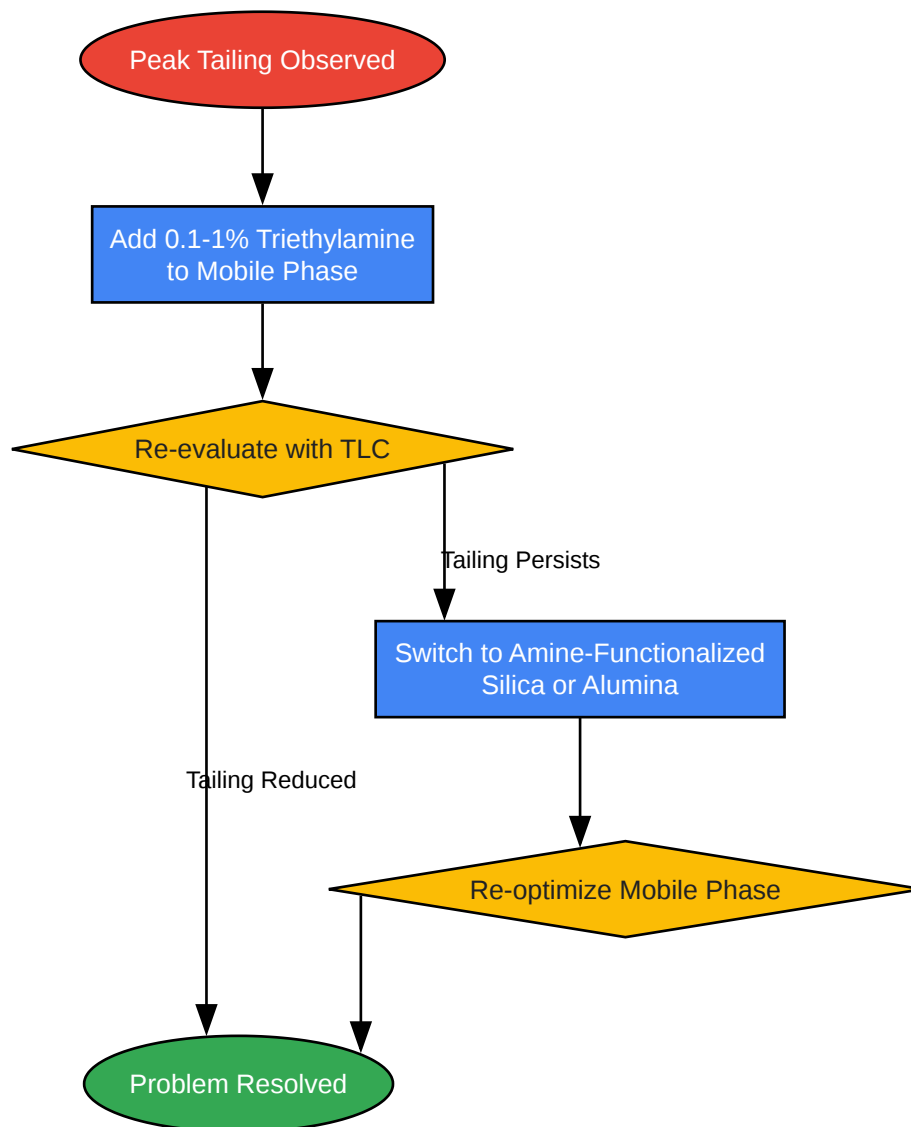 Peak Tailing Observed
Add 0.1-1% Triethylamine
to Mobile Phase
Re-evaluate with TLC
Tailing Persists
Switch to Amine-Functionalized
Silica or Alumina
Tailing Reduced
Re-optimize Mobile Phase
Problem Resolved